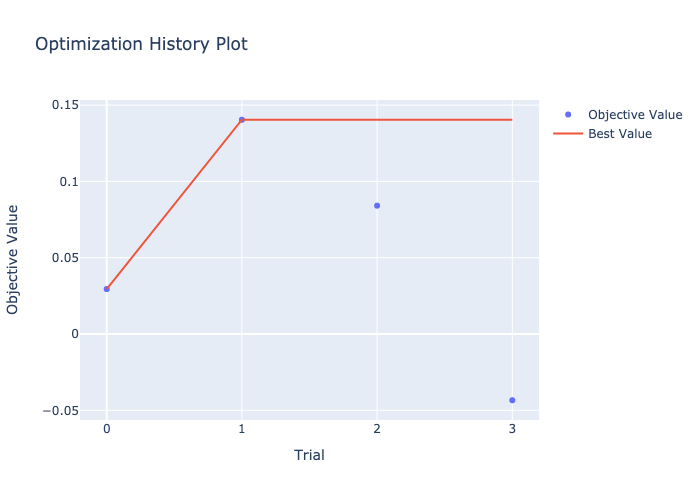 Optimization History Plot
0.15
0.1
0.05
0
−0.05
Objective Value
0
1
2
3
Trial
Objective Value
Best Value